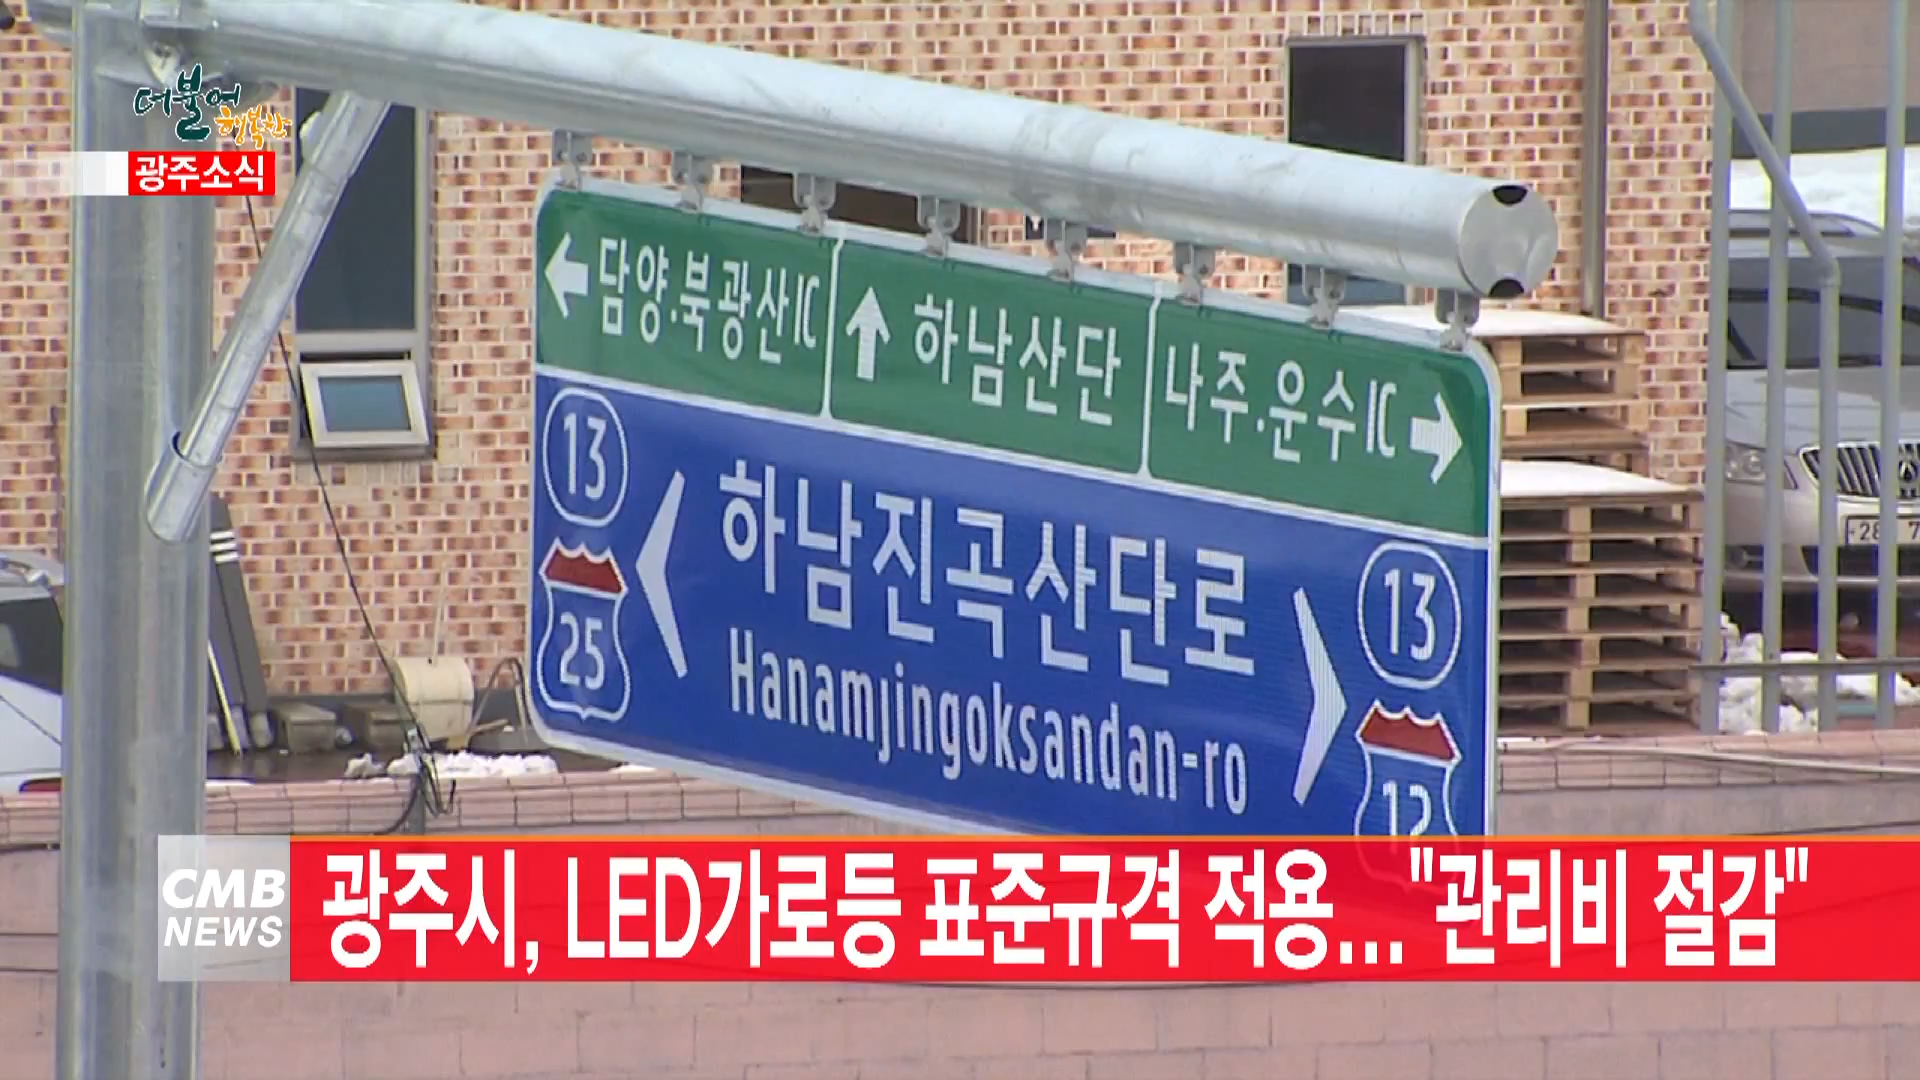 더불어
행복한
광주소식
담양·북광산IC
하남산단
나주·운수IC
13
25
하남진곡산단로
Hanamjingoksandan-ro
13
12
28 7
CMB
NEWS
광주시, LED가로등 표준규격 적용... "관리비 절감"